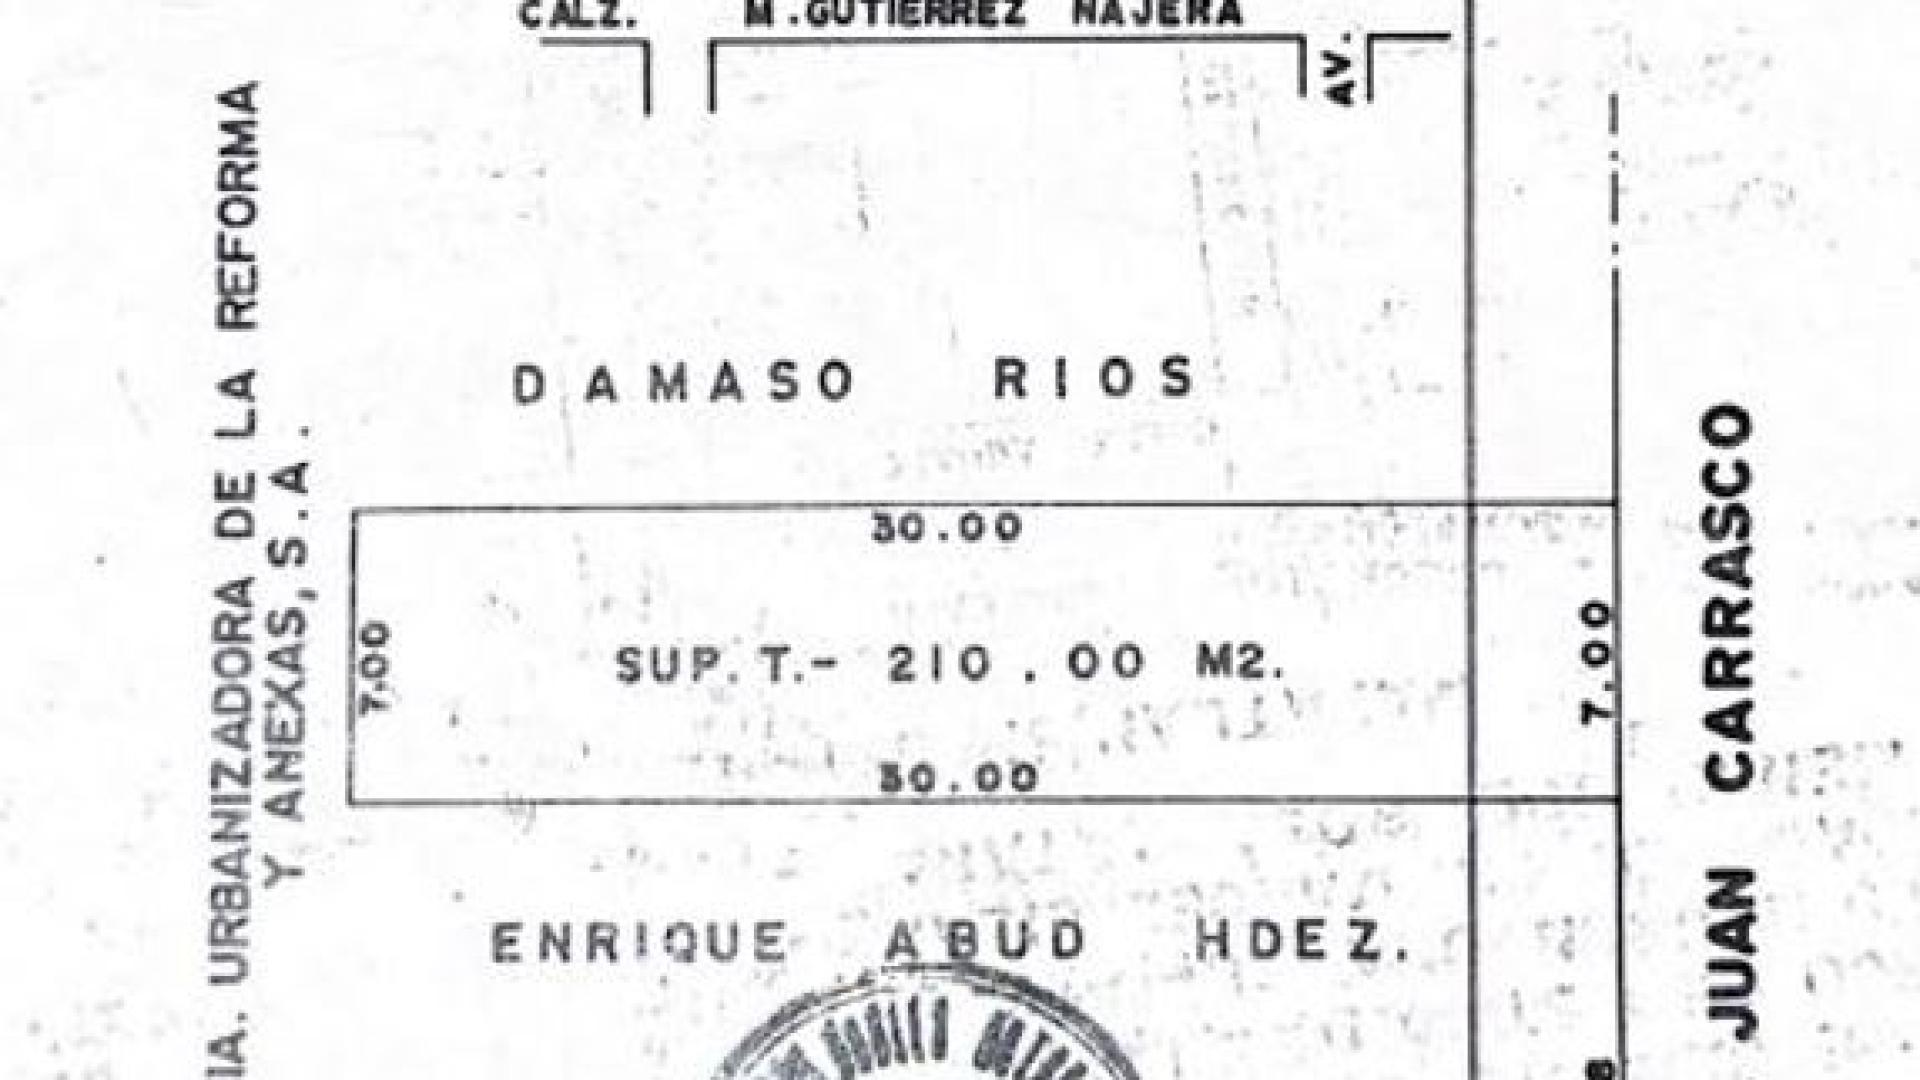 CALZ. M. GUTIERREZ NAJERA
AV.
CIA. URBANIZADORA DE LA REFORMA
Y ANEXAS, S.A.
DAMASO RIOS
30.00
7.00
SUP. T.- 210.00 M2.
7.00
30.00
JUAN CARRASCO
ENRIQUE ABUD HDEZ.